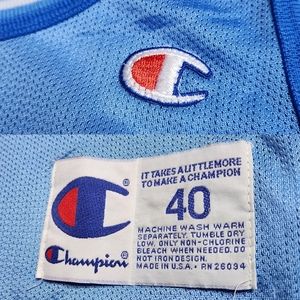 IT TAKES A LITTLE MORE
TO MAKE A CHAMPION
40
MACHINE WASH WARM
SEPARATELY. TUMBLE DRY
LOW. ONLY NON-CHLORINE
BLEACH WHEN NEEDED. DO
NOT IRON DESIGN.
MADE IN U.S.A. • RN 26094
Champion